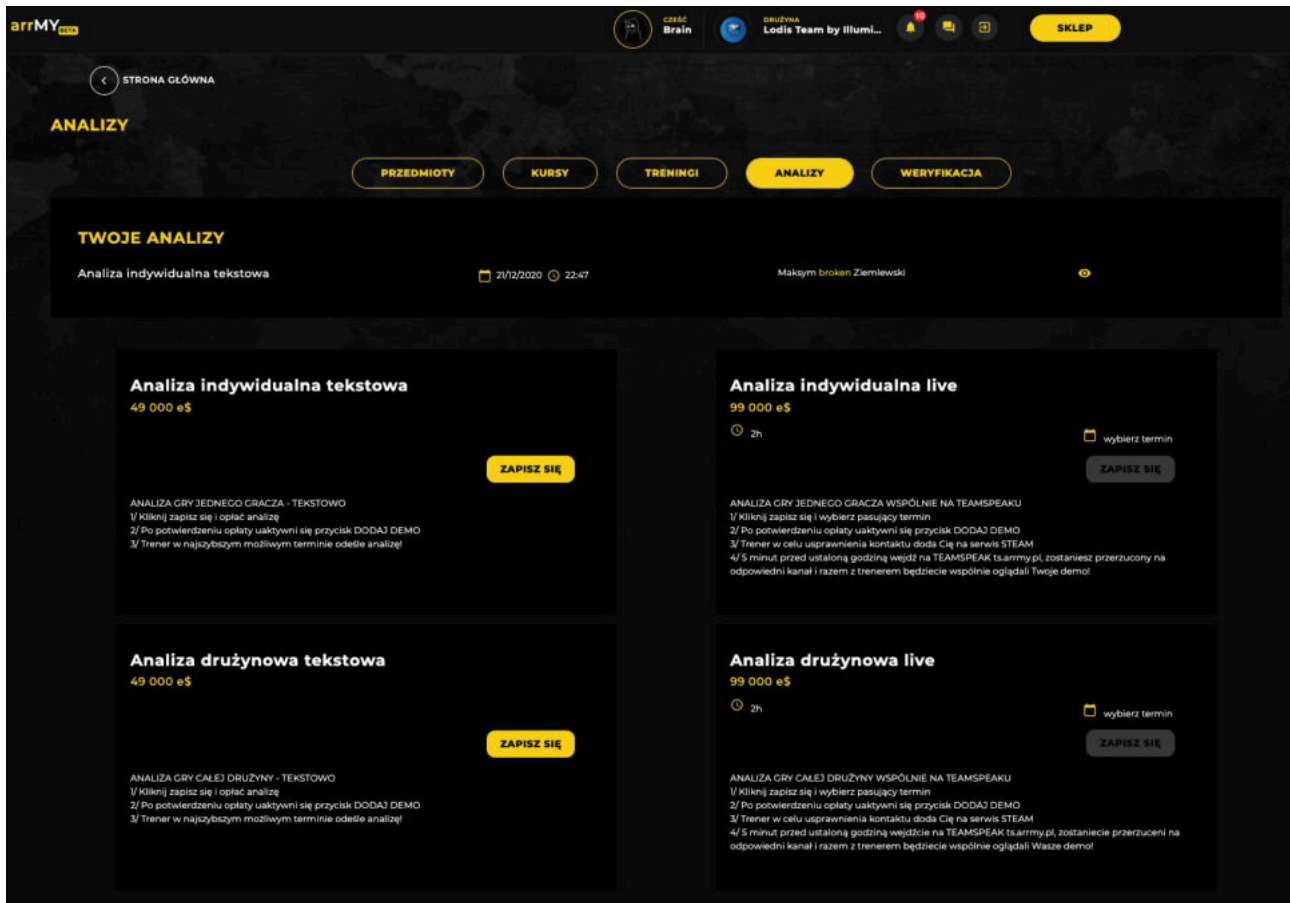 arrMY BETA
CZEŚĆ
Brain
DRUŻYNA
Lodis Team by Illumi...
10
SKLEP
STRONA GŁÓWNA
ANALIZY
PRZEDMIOTY
KURSY
TRENINGI
ANALIZY
WERYFIKACJA
TWOJE ANALIZY
Analiza indywidualna tekstowa
21/12/2020
22:47
Maksym broken Ziemlewski
Analiza indywidualna tekstowa
49 000 e$
ZAPISZ SIĘ
ANALIZA GRY JEDNEGO GRACZA - TEKSTOWO
1/ Kliknij zapisz się i opłać analizę
2/ Po potwierdzeniu opłaty uaktywni się przycisk DODAJ DEMO
3/ Trener w najszybszym możliwym terminie odeśle analizę!
Analiza indywidualna live
99 000 e$
2h
wybierz termin
ZAPISZ SIĘ
ANALIZA GRY JEDNEGO GRACZA WSPÓLNIE NA TEAMSPEAKU
1/ Kliknij zapisz się i wybierz pasujący termin
2/ Po potwierdzeniu opłaty uaktywni się przycisk DODAJ DEMO
3/ Trener w celu usprawnienia kontaktu doda Cię na serwis STEAM
4/ 5 minut przed ustaloną godziną wejdź na TEAMSPEAK ts.arrmy.pl, zostaniesz przerzucony na
odpowiedni kanał i razem z trenerem będziecie wspólnie oglądali Twoje demo!
Analiza drużynowa tekstowa
49 000 e$
ZAPISZ SIĘ
ANALIZA GRY CAŁEJ DRUŻYNY - TEKSTOWO
1/ Kliknij zapisz się i opłać analizę
2/ Po potwierdzeniu opłaty uaktywni się przycisk DODAJ DEMO
3/ Trener w najszybszym możliwym terminie odeśle analizę!
Analiza drużynowa live
99 000 e$
2h
wybierz termin
ZAPISZ SIĘ
ANALIZA GRY CAŁEJ DRUŻYNY WSPÓLNIE NA TEAMSPEAKU
1/ Kliknij zapisz się i wybierz pasujący termin
2/ Po potwierdzeniu opłaty uaktywni się przycisk DODAJ DEMO
3/ Trener w celu usprawnienia kontaktu doda Cię na serwis STEAM
4/ 5 minut przed ustaloną godziną wejdźcie na TEAMSPEAK ts.arrmy.pl, zostaniecie przerzuceni na
odpowiedni kanał i razem z trenerem będziecie wspólnie oglądali Wasze demo!